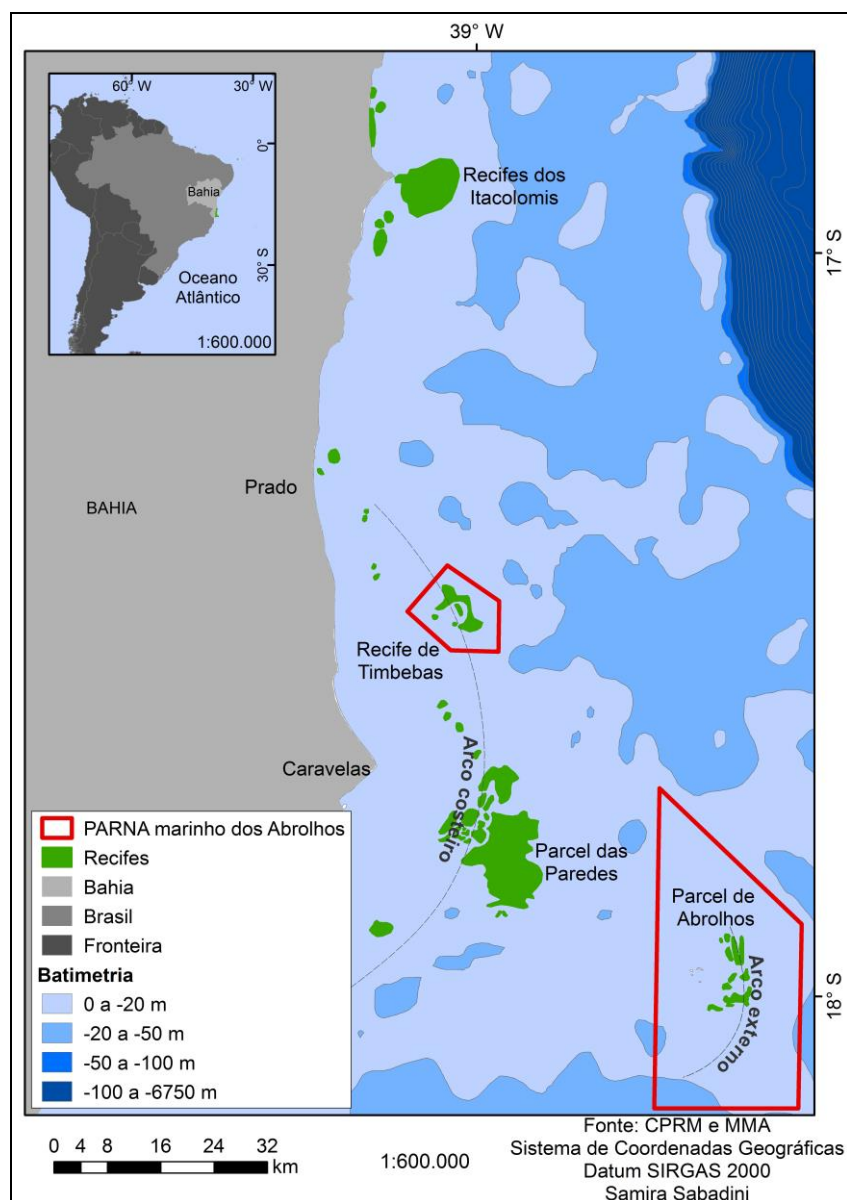 39° W
60° W
30° W
0°
Bahia
30° S
Oceano
Atlântico
1:600.000
Recifes dos
Itacolomis
17° S
Prado
BAHIA
Recife de
Timbebas
Caravelas
Arco costeiro
Parcel das
Paredes
Parcel de
Abrolhos
Arco externo
18° S
PARNA marinho dos Abrolhos
Recifes
Bahia
Brasil
Fronteira
Batimetria
0 a -20 m
-20 a -50 m
-50 a -100 m
-100 a -6750 m
0 4 8 16 24 32
km
1:600.000
Fonte: CPRM e MMA
Sistema de Coordenadas Geográficas
Datum SIRGAS 2000
Samira Sabadini